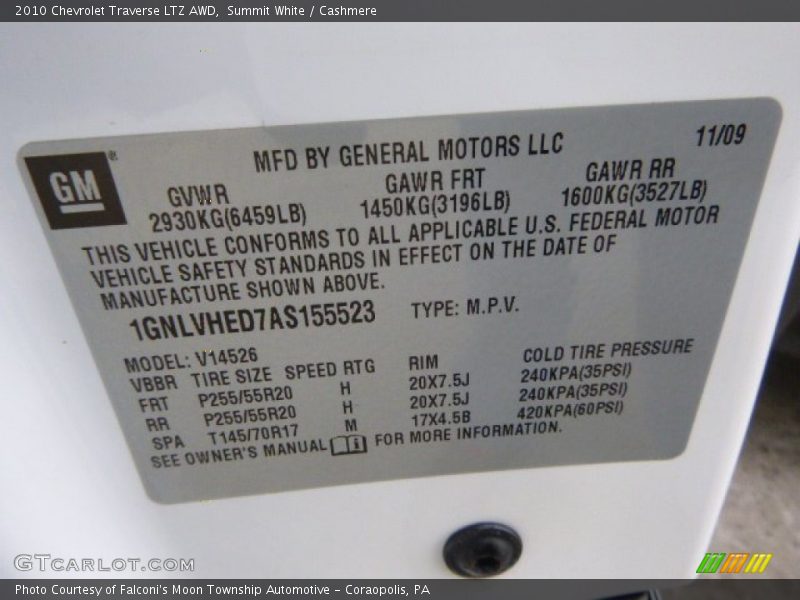 2010 Chevrolet Traverse LTZ AWD, Summit White / Cashmere
GM®
MFD BY GENERAL MOTORS LLC 11/09
GVWR GAWR FRT GAWR RR
2930KG(6459LB) 1450KG(3196LB) 1600KG(3527LB)
THIS VEHICLE CONFORMS TO ALL APPLICABLE U.S. FEDERAL MOTOR
VEHICLE SAFETY STANDARDS IN EFFECT ON THE DATE OF
MANUFACTURE SHOWN ABOVE.
1GNLVHED7AS155523 TYPE: M.P.V.
MODEL: V14526
VBBR TIRE SIZE SPEED RTG RIM COLD TIRE PRESSURE
FRT P255/55R20 H 20X7.5J 240KPA(35PSI)
RR P255/55R20 H 20X7.5J 240KPA(35PSI)
SPA T145/70R17 M 17X4.5B 420KPA(60PSI)
SEE OWNER'S MANUAL FOR MORE INFORMATION.
GTcarlot.com
Photo Courtesy of Falconi's Moon Township Automotive - Coraopolis, PA